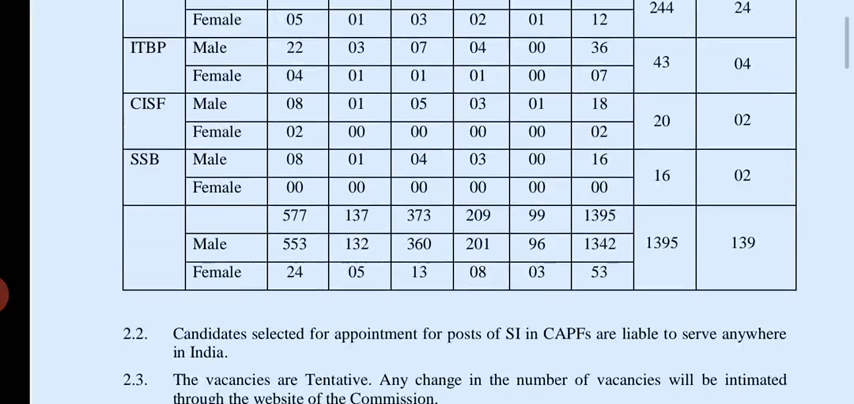 244 24
Female 05 01 03 02 01 12
ITBP Male 22 03 07 04 00 36
43 04
Female 04 01 01 01 00 07
CISF Male 08 01 05 03 01 18
20 02
Female 02 00 00 00 00 02
SSB Male 08 01 04 03 00 16
16 02
Female 00 00 00 00 00 00
577 137 373 209 99 1395
Male 553 132 360 201 96 1342 1395 139
Female 24 05 13 08 03 53
2.2. Candidates selected for appointment for posts of SI in CAPFs are liable to serve anywhere
in India.
2.3. The vacancies are Tentative. Any change in the number of vacancies will be intimated
through the website of the Commission.